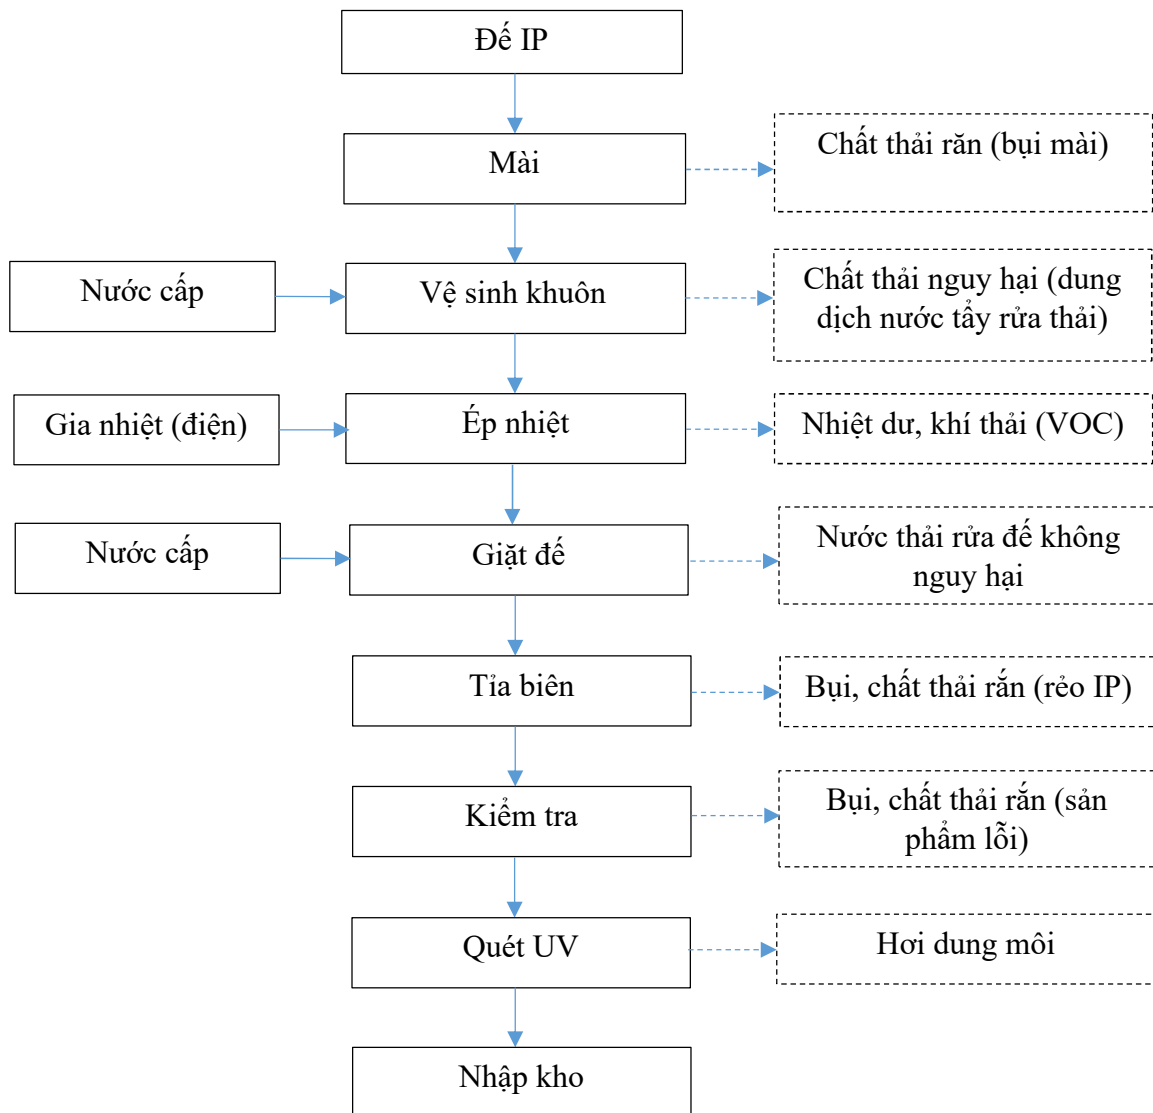 Đế IP
Mài
Chất thải răn (bụi mài)
Nước cấp
Vệ sinh khuôn
Chất thải nguy hại (dung
dịch nước tẩy rửa thải)
Gia nhiệt (điện)
Ép nhiệt
Nhiệt dư, khí thải (VOC)
Nước cấp
Giặt đế
Nước thải rửa đế không
nguy hại
Tỉa biên
Bụi, chất thải rắn (rẻo IP)
Kiểm tra
Bụi, chất thải rắn (sản
phẩm lỗi)
Quét UV
Hơi dung môi
Nhập kho